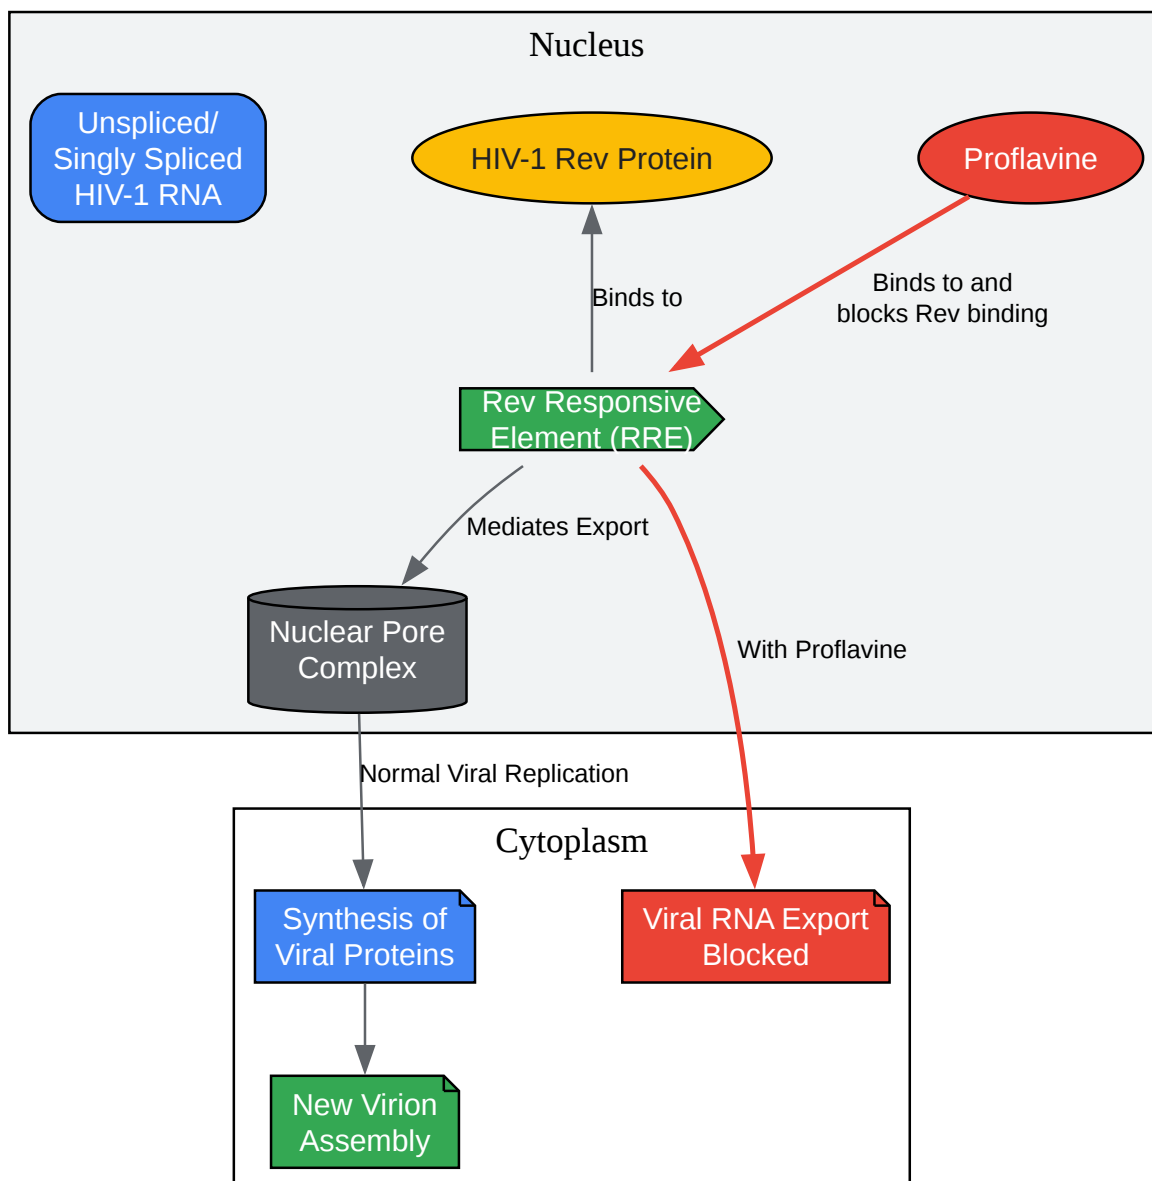 Nucleus
Unspliced/
Singly Spliced
HIV-1 RNA
HIV-1 Rev Protein
Proflavine
Binds to
Binds to and
blocks Rev binding
Rev Responsive
Element (RRE)
Mediates Export
Nuclear Pore
Complex
With Proflavine
Normal Viral Replication
Cytoplasm
Synthesis of
Viral Proteins
Viral RNA Export
Blocked
New Virion
Assembly